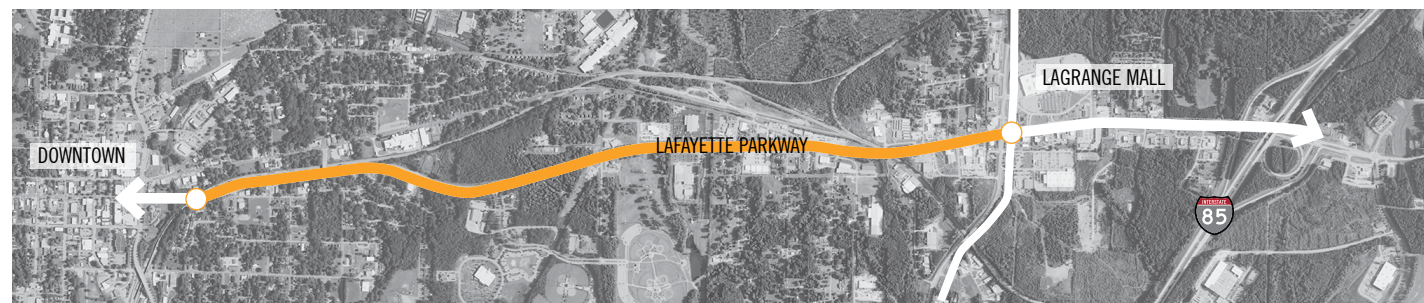 LAGRANGE MALL
LAFAYETTE PARKWAY
DOWNTOWN
INTERSTATE
85